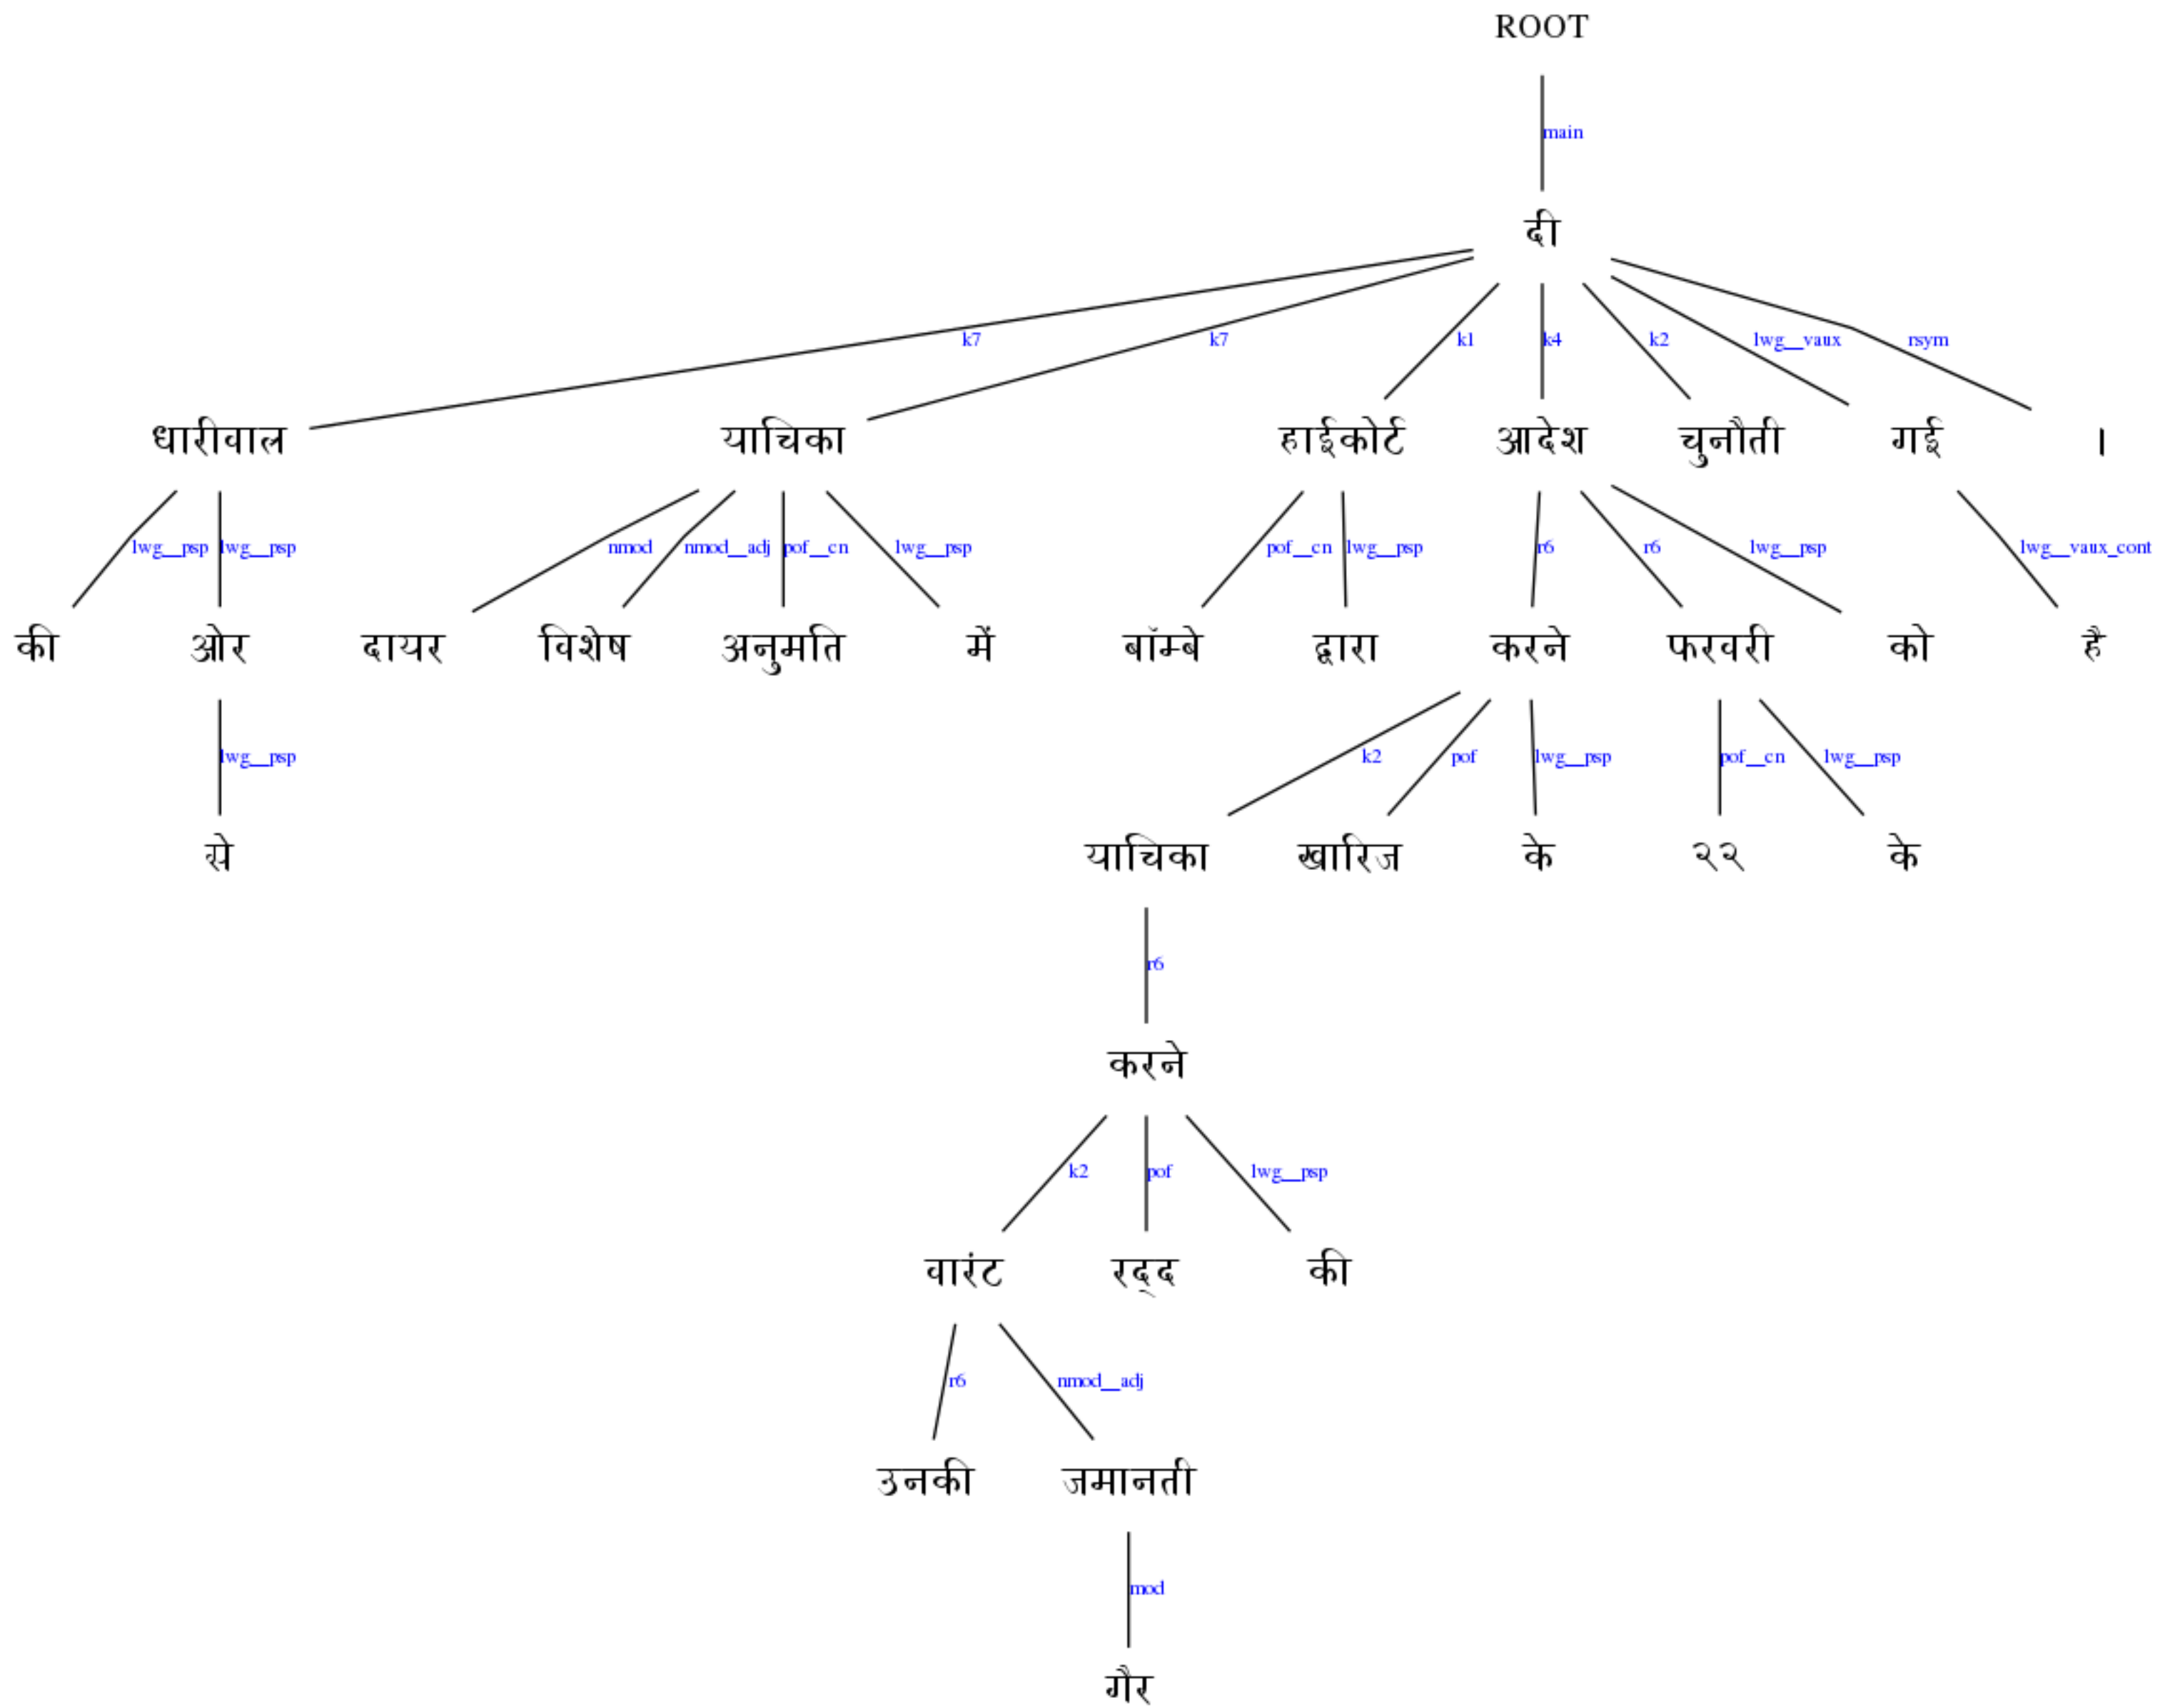 ROOT
main
दी
k7 k7 k1 k4 k2 lwg__vaux rsym
धारीवाल याचिका हाईकोर्ट आदेश चुनौती गई ।
lwg__psp lwg__psp nmod nmod__adj pof__cn lwg__psp pof__cn lwg__psp r6 r6 lwg__psp lwg__vaux_cont
की ओर दायर विशेष अनुमति में बॉम्बे द्वारा करने फरवरी को है
lwg__psp k2 pof lwg__psp pof__cn lwg__psp
से याचिका खारिज के २२ के
r6
करने
k2 pof lwg__psp
वारंट रद्द की
r6 nmod__adj
उनकी जमानती
mod
गैर